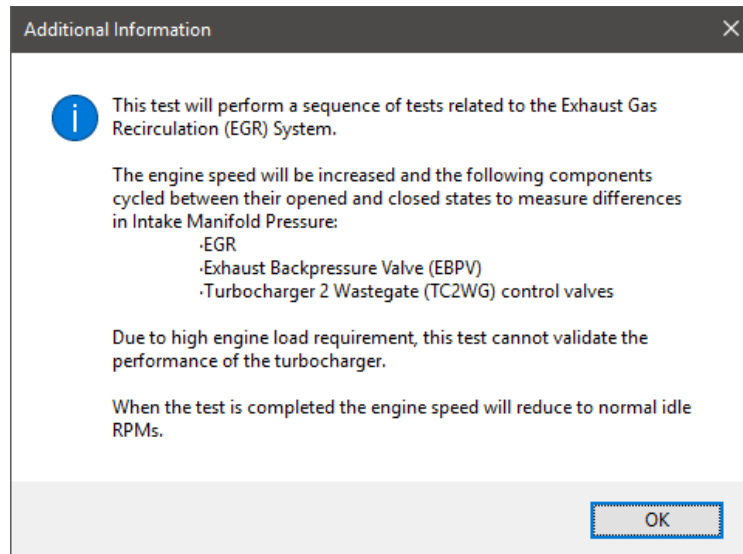 Additional Information
This test will perform a sequence of tests related to the Exhaust Gas
Recirculation (EGR) System.
The engine speed will be increased and the following components
cycled between their opened and closed states to measure differences
in Intake Manifold Pressure:
·EGR
·Exhaust Backpressure Valve (EBPV)
·Turbocharger 2 Wastegate (TC2WG) control valves
Due to high engine load requirement, this test cannot validate the
performance of the turbocharger.
When the test is completed the engine speed will reduce to normal idle
RPMs.
OK